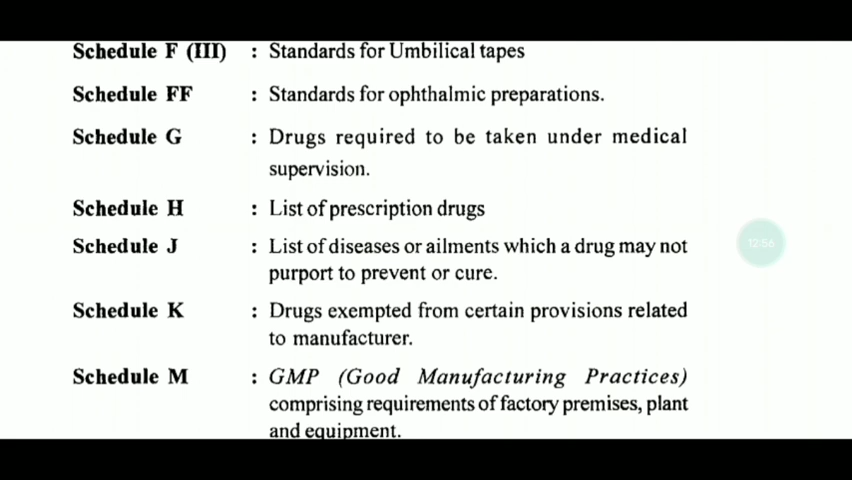 Schedule F (III) : Standards for Umbilical tapes
Schedule FF : Standards for ophthalmic preparations.
Schedule G : Drugs required to be taken under medical
supervision.
Schedule H : List of prescription drugs
Schedule J : List of diseases or ailments which a drug may not
purport to prevent or cure.
Schedule K : Drugs exempted from certain provisions related
to manufacturer.
Schedule M : GMP (Good Manufacturing Practices)
comprising requirements of factory premises, plant
and equipment.
12:56